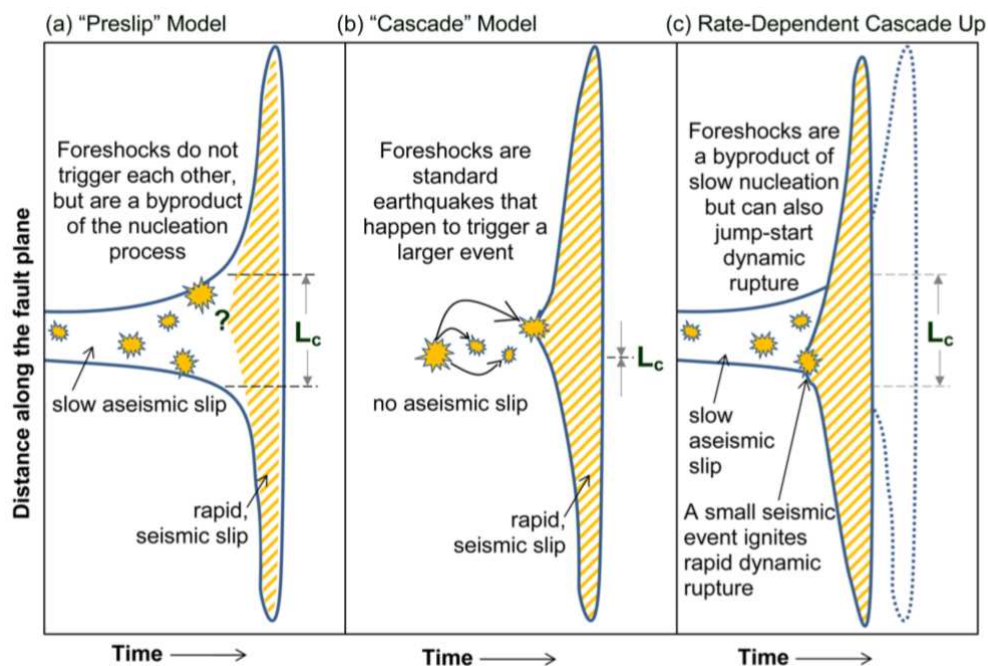 (a) “Preslip” Model
(b) “Cascade” Model
(c) Rate-Dependent Cascade Up
Distance along the fault plane
Foreshocks do not
trigger each other,
but are a byproduct
of the nucleation
process
?
Lc
slow aseismic slip
rapid,
seismic slip
Time
Foreshocks are
standard
earthquakes that
happen to trigger a
larger event
Lc
no aseismic slip
rapid,
seismic slip
Time
Foreshocks are
a byproduct of
slow nucleation
but can also
jump-start
dynamic
rupture
Lc
slow
aseismic
slip
A small seismic
event ignites
rapid dynamic
rupture
Time